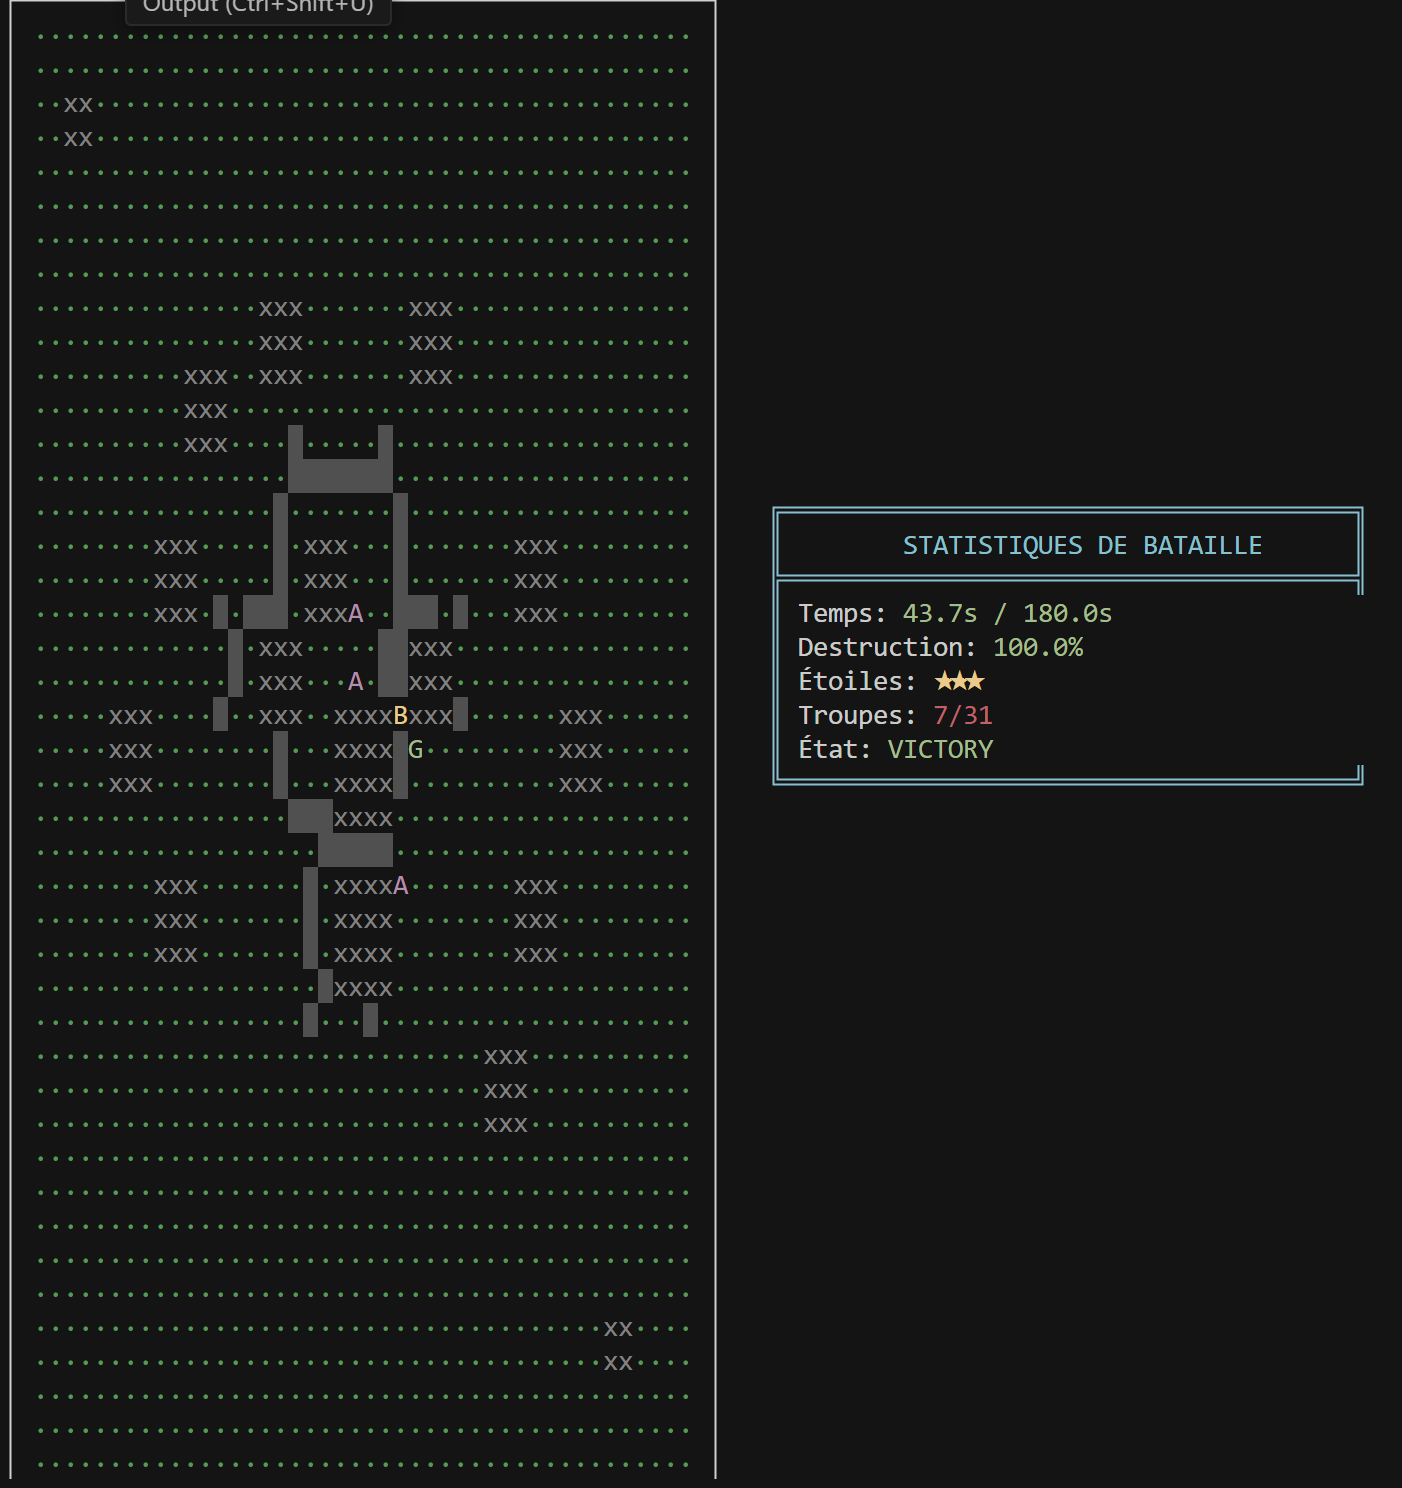 Output (Ctrl+Shift+U)
xx
xx
xxx xxx
xxx xxx
xxx xxx xxx
xxx
xxx
xxx xxx xxx
xxx xxx xxx
xxx xxxA xxx
xxx xxx
xxx A xxx
xxx xxx xxxxBxxx xxx
xxx xxxx G xxx
xxx xxxx xxx
xxxx
xxx xxxxA xxx
xxx xxxx xxx
xxx xxxx xxx
xxxx
xxx
xxx
xxx
xx
xx
STATISTIQUES DE BATAILLE
Temps: 43.7s / 180.0s
Destruction: 100.0%
Étoiles: ★★★
Troupes: 7/31
État: VICTORY